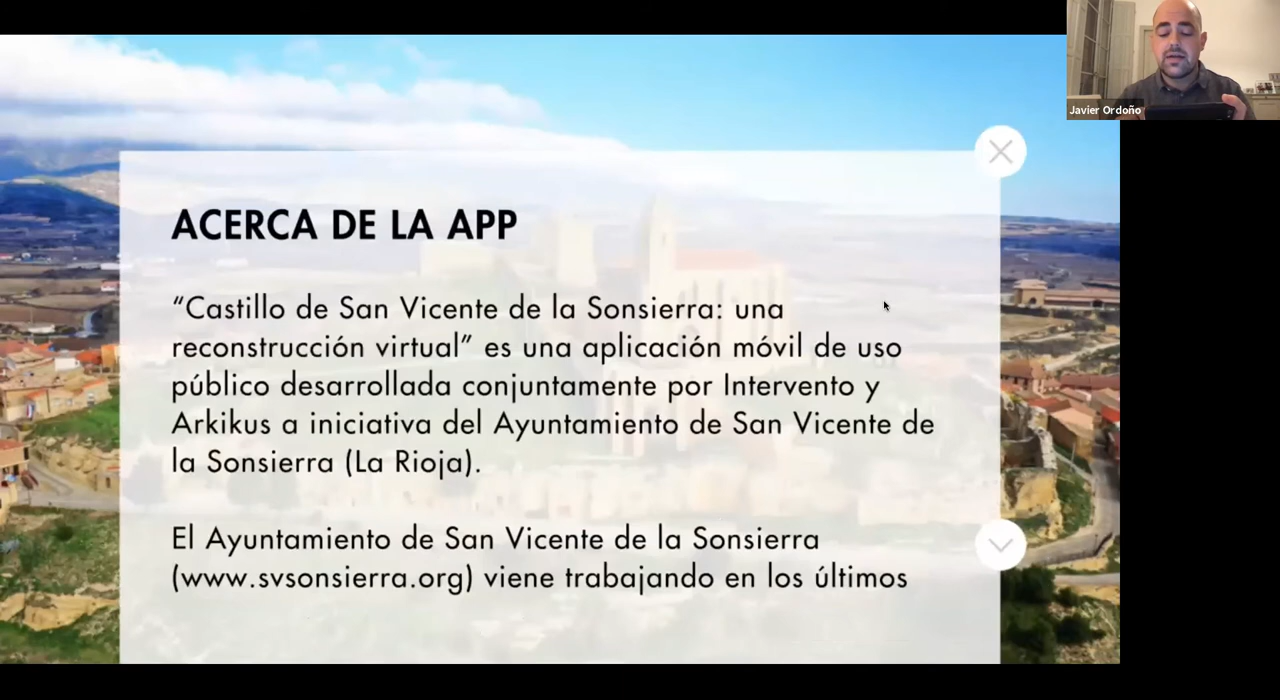 Javier Ordoño
ACERCA DE LA APP
“Castillo de San Vicente de la Sonsierra: una
reconstrucción virtual” es una aplicación móvil de uso
público desarrollada conjuntamente por Intervento y
Arkikus a iniciativa del Ayuntamiento de San Vicente de
la Sonsierra (La Rioja).
El Ayuntamiento de San Vicente de la Sonsierra
(www.svsonsierra.org) viene trabajando en los últimos